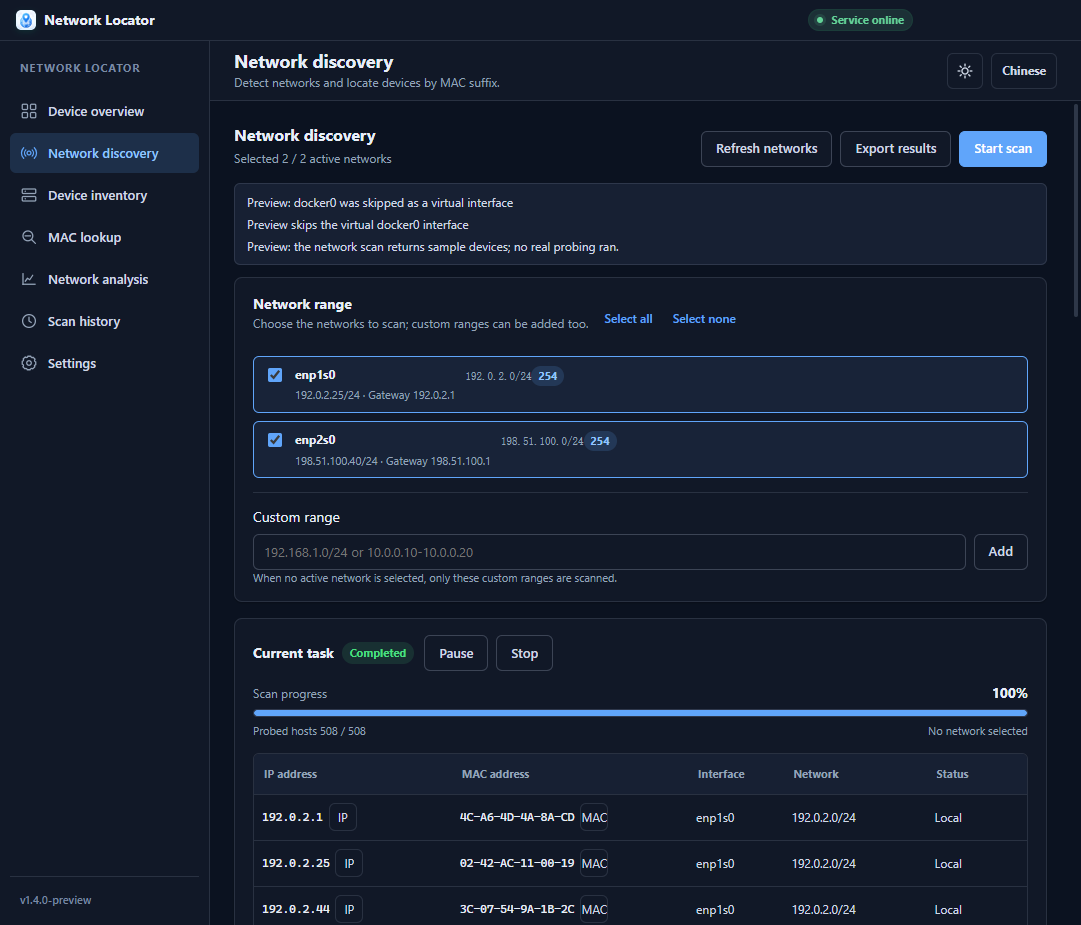 Network Locator
Service online
NETWORK LOCATOR
Device overview
Network discovery
Device inventory
MAC lookup
Network analysis
Scan history
Settings
v1.4.0-preview
Network discovery
Detect networks and locate devices by MAC suffix.
Chinese
Network discovery
Selected 2 / 2 active networks
Refresh networks
Export results
Start scan
Preview: docker0 was skipped as a virtual interface
Preview skips the virtual docker0 interface
Preview: the network scan returns sample devices; no real probing ran.
Network range
Choose the networks to scan; custom ranges can be added too.
Select all
Select none
enp1s0 192. 0. 2. 0/24 254
192.0.2.25/24 · Gateway 192.0.2.1
enp2s0 198. 51. 100. 0/24 254
198.51.100.40/24 · Gateway 198.51.100.1
Custom range
192.168.1.0/24 or 10.0.0.10-10.0.0.20
Add
When no active network is selected, only these custom ranges are scanned.
Current task Completed Pause Stop
Scan progress 100%
Probed hosts 508 / 508 No network selected
IP address MAC address Interface Network Status
192.0.2.1 IP 4C-A6-4D-4A-8A-CD MAC enp1s0 192.0.2.0/24 Local
192.0.2.25 IP 02-42-AC-11-00-19 MAC enp1s0 192.0.2.0/24 Local
192.0.2.44 IP 3C-07-54-9A-1B-2C MAC enp1s0 192.0.2.0/24 Local